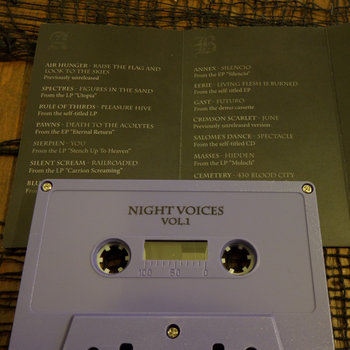 A
AIR HUNGER - RAISE THE FLAG AND
LOOK TO THE SKIES
Previously unreleased
SPECTRES - FIGURES IN THE SAND
From the LP "Utopia"
RULE OF THIRDS - PLEASURE HIVE
From the self-titled LP
PAWNS - DEATH TO THE ACOLYTES
From the EP "Eternal Return"
SIERPIEN - YOU
From the LP "Stench Up To Heaven"
SILENT SCREAM - RAILROADED
From the LP "Carrion Screaming"
B
ANNEX - SILENCIO
From the EP "Silencio"
EERIE - LIVING FLESH IS BURNED
From the self-titled EP
GAST - FUTURO
From the demo cassette
CRIMSON SCARLET - JUNE
Previously unreleased version
SALOME'S DANCE - SPECTACLE
From the self-titled CD
MASSES - HIDDEN
From the LP "Moloch"
CEMETERY - 430 BLOOD CITY
NIGHT VOICES
VOL.1
100 50 0